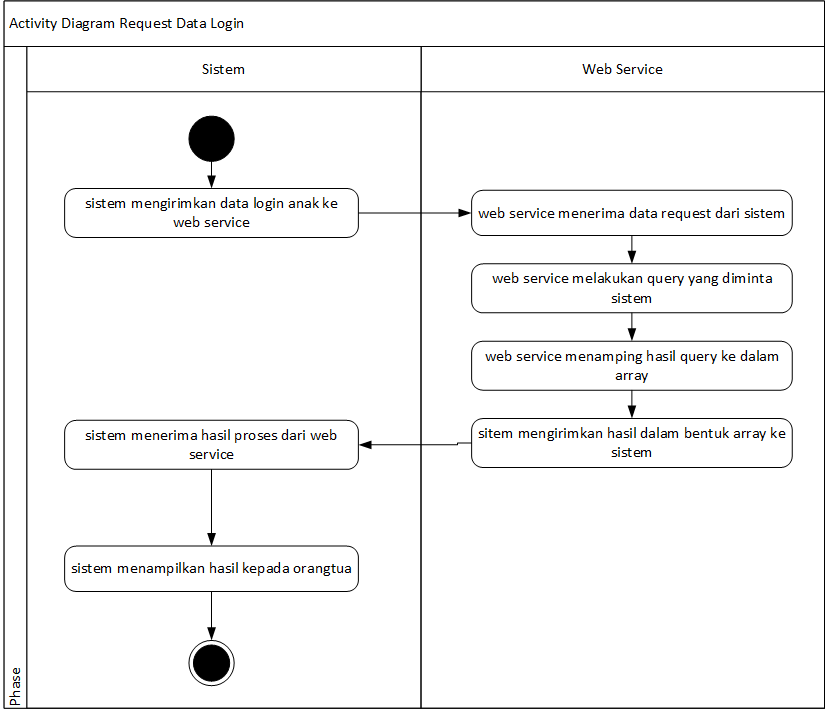 Activity Diagram Request Data Login
Sistem
Web Service
sistem mengirimkan data login anak ke
web service
web service menerima data request dari sistem
web service melakukan query yang diminta
sistem
web service menamping hasil query ke dalam
array
sitem mengirimkan hasil dalam bentuk array ke
sistem
sistem menerima hasil proses dari web
service
sistem menampilkan hasil kepada orangtua
Phase